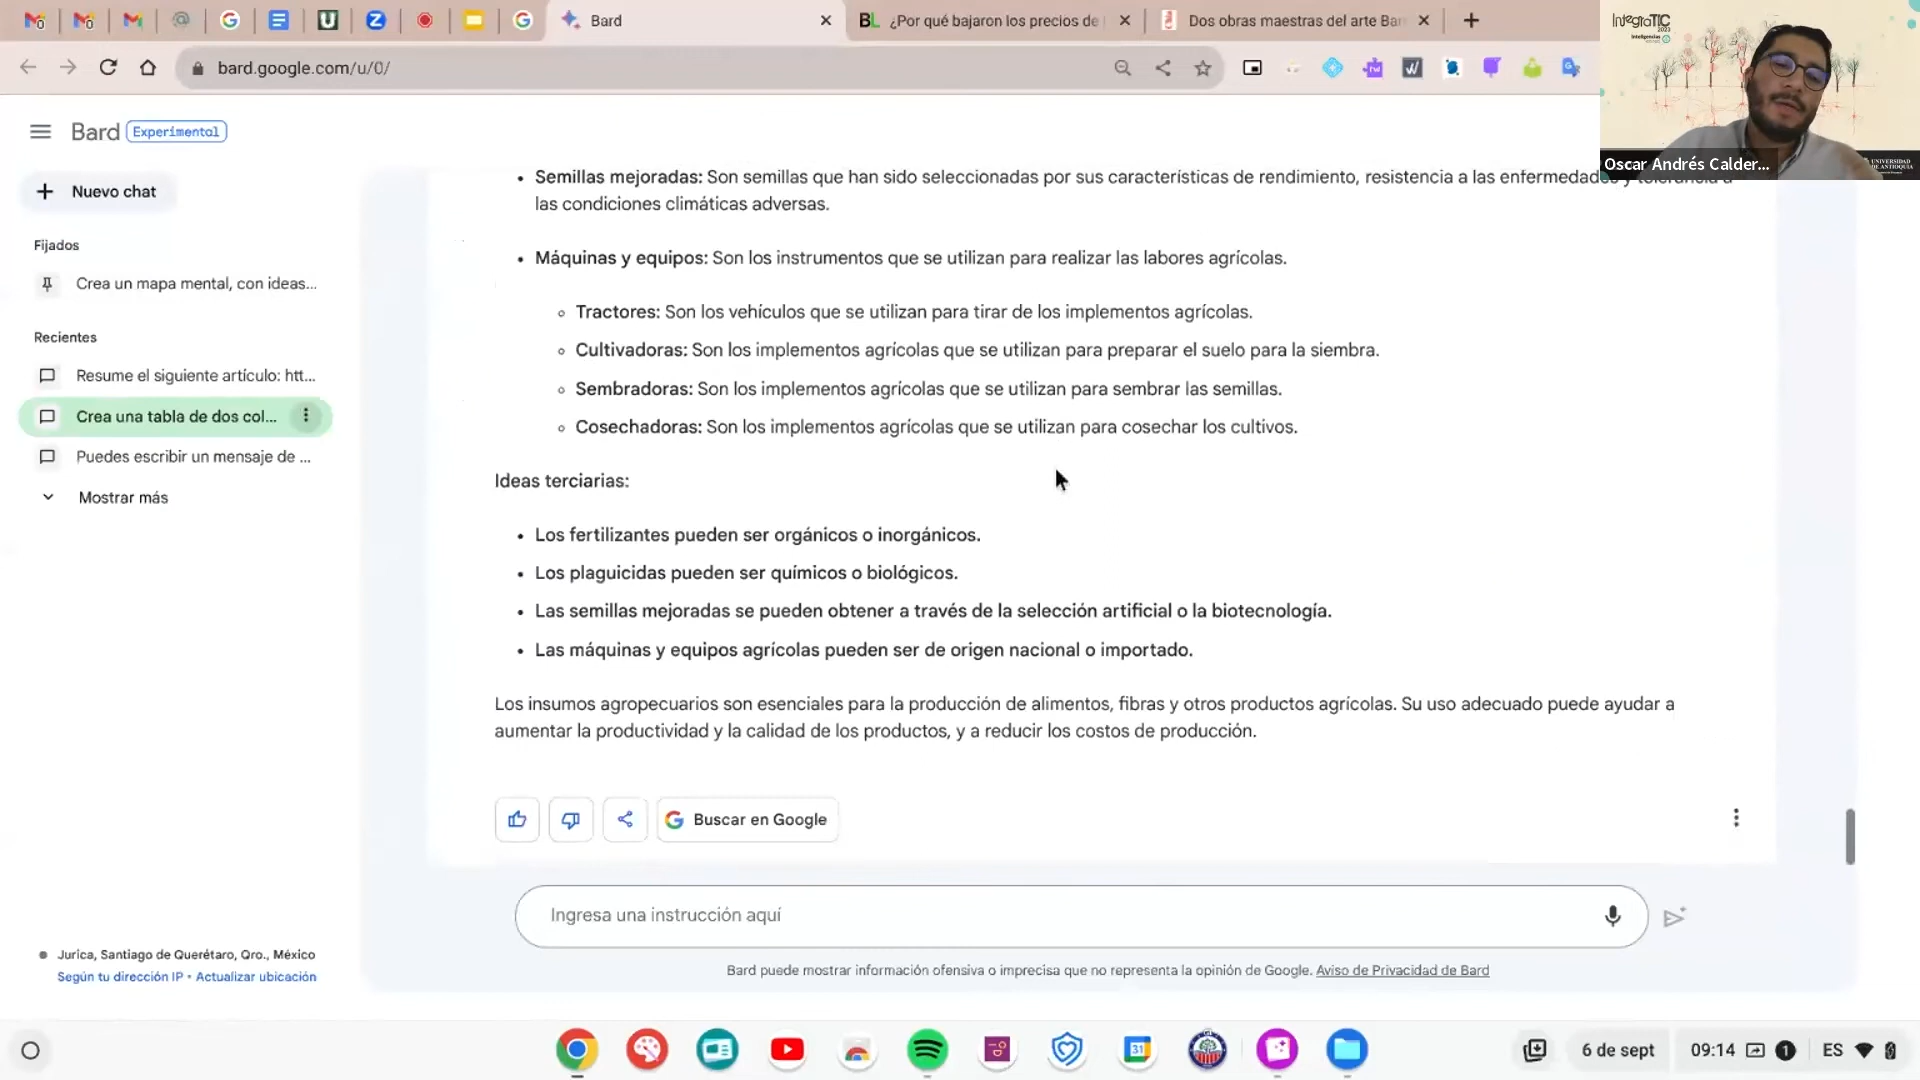 Bard
¿Por qué bajaron los precios de
Dos obras maestras del arte Bar
bard.google.com/u/0/
IntegraTIC
2023
Inteligencias
Oscar Andrés Calder...
UNIVERSIDAD
DE ANTIOQUIA
Bard Experimental
Nuevo chat
Fijados
Crea un mapa mental, con ideas...
Recientes
Resume el siguiente artículo: htt...
Crea una tabla de dos col...
Puedes escribir un mensaje de ...
Mostrar más
• Semillas mejoradas: Son semillas que han sido seleccionadas por sus características de rendimiento, resistencia a las enfermedades y tolerancia a
las condiciones climáticas adversas.
• Máquinas y equipos: Son los instrumentos que se utilizan para realizar las labores agrícolas.
◦ Tractores: Son los vehículos que se utilizan para tirar de los implementos agrícolas.
◦ Cultivadoras: Son los implementos agrícolas que se utilizan para preparar el suelo para la siembra.
◦ Sembradoras: Son los implementos agrícolas que se utilizan para sembrar las semillas.
◦ Cosechadoras: Son los implementos agrícolas que se utilizan para cosechar los cultivos.
Ideas terciarias:
• Los fertilizantes pueden ser orgánicos o inorgánicos.
• Los plaguicidas pueden ser químicos o biológicos.
• Las semillas mejoradas se pueden obtener a través de la selección artificial o la biotecnología.
• Las máquinas y equipos agrícolas pueden ser de origen nacional o importado.
Los insumos agropecuarios son esenciales para la producción de alimentos, fibras y otros productos agrícolas. Su uso adecuado puede ayudar a
aumentar la productividad y la calidad de los productos, y a reducir los costos de producción.
Buscar en Google
Ingresa una instrucción aquí
Bard puede mostrar información ofensiva o imprecisa que no representa la opinión de Google. Aviso de Privacidad de Bard
Jurica, Santiago de Querétaro, Qro., México
Según tu dirección IP • Actualizar ubicación
31
6 de sept
09:14
1
ES